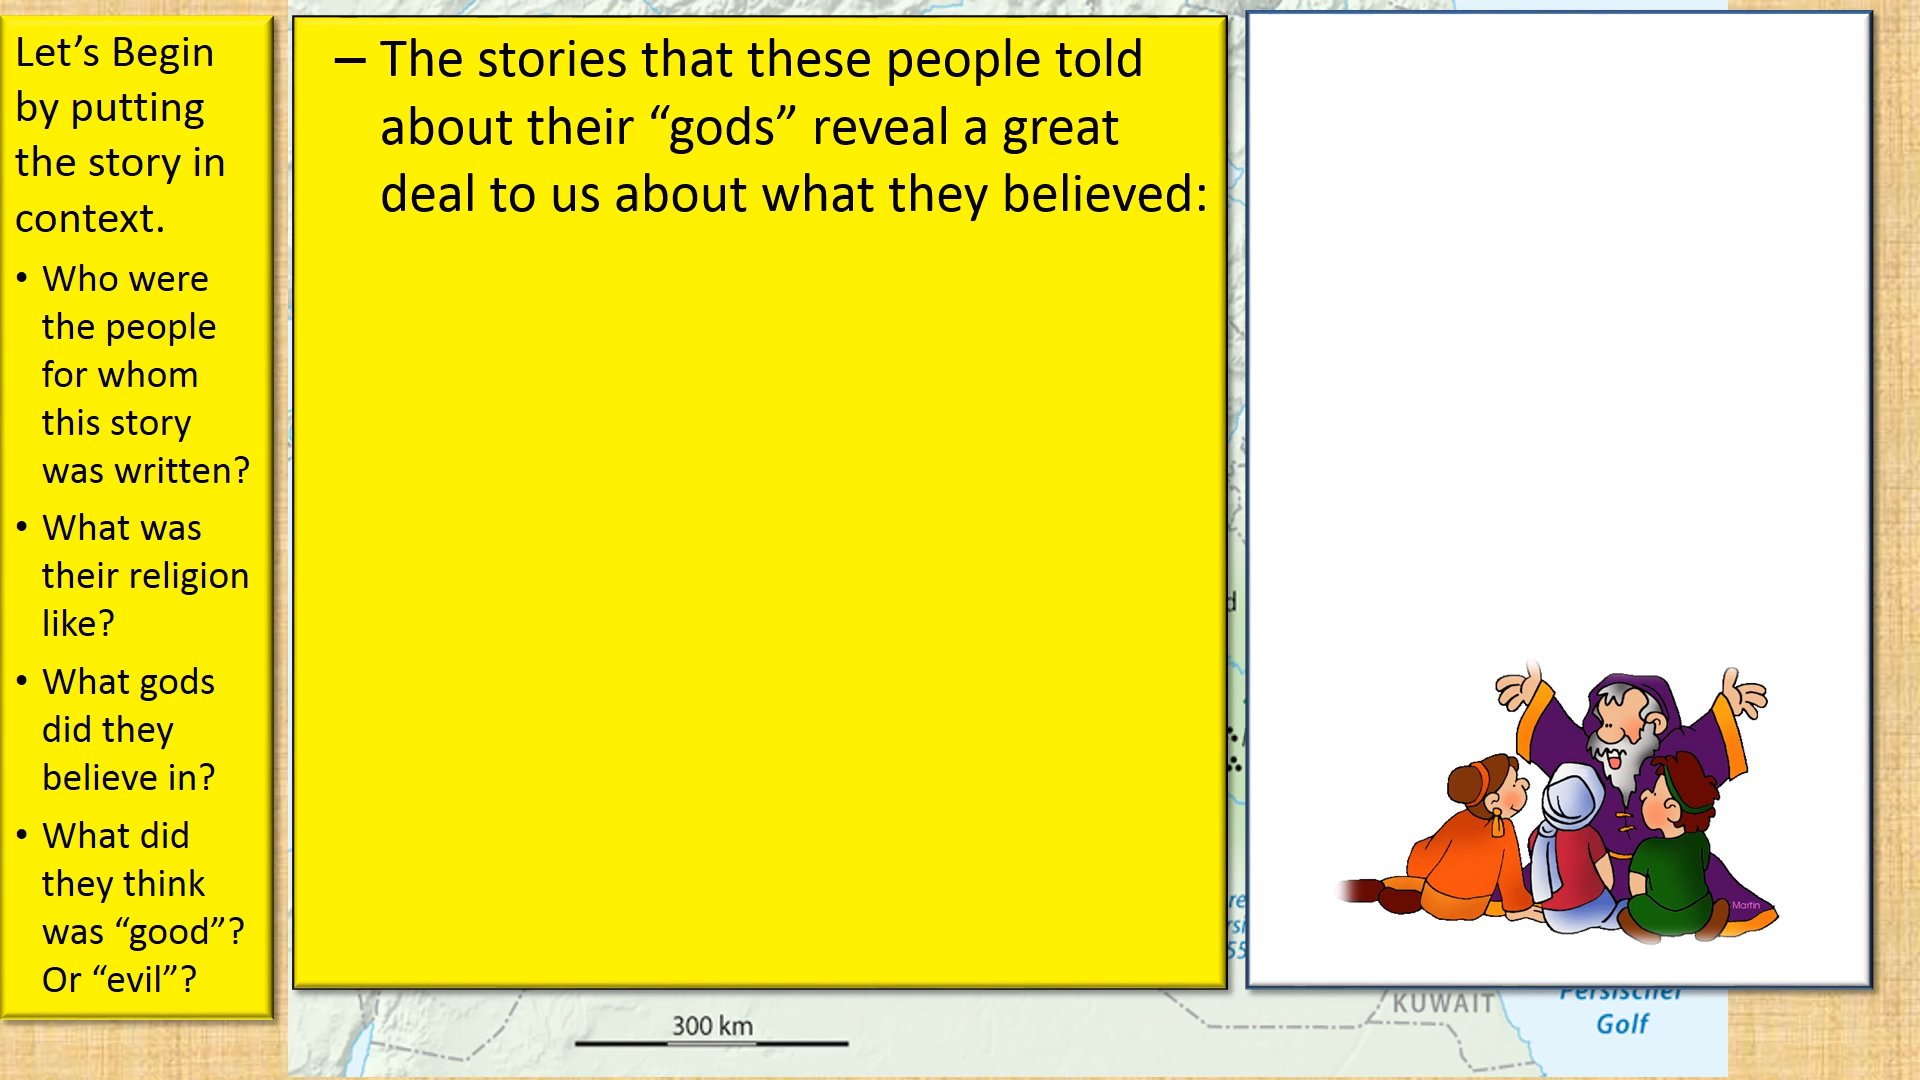 Let’s Begin
by putting
the story in
context.
• Who were
the people
for whom
this story
was written?
• What was
their religion
like?
• What gods
did they
believe in?
• What did
they think
was “good”?
Or “evil”?
– The stories that these people told
about their “gods” reveal a great
deal to us about what they believed:
Martin
300 km
KUWAIT
Persischer
Golf